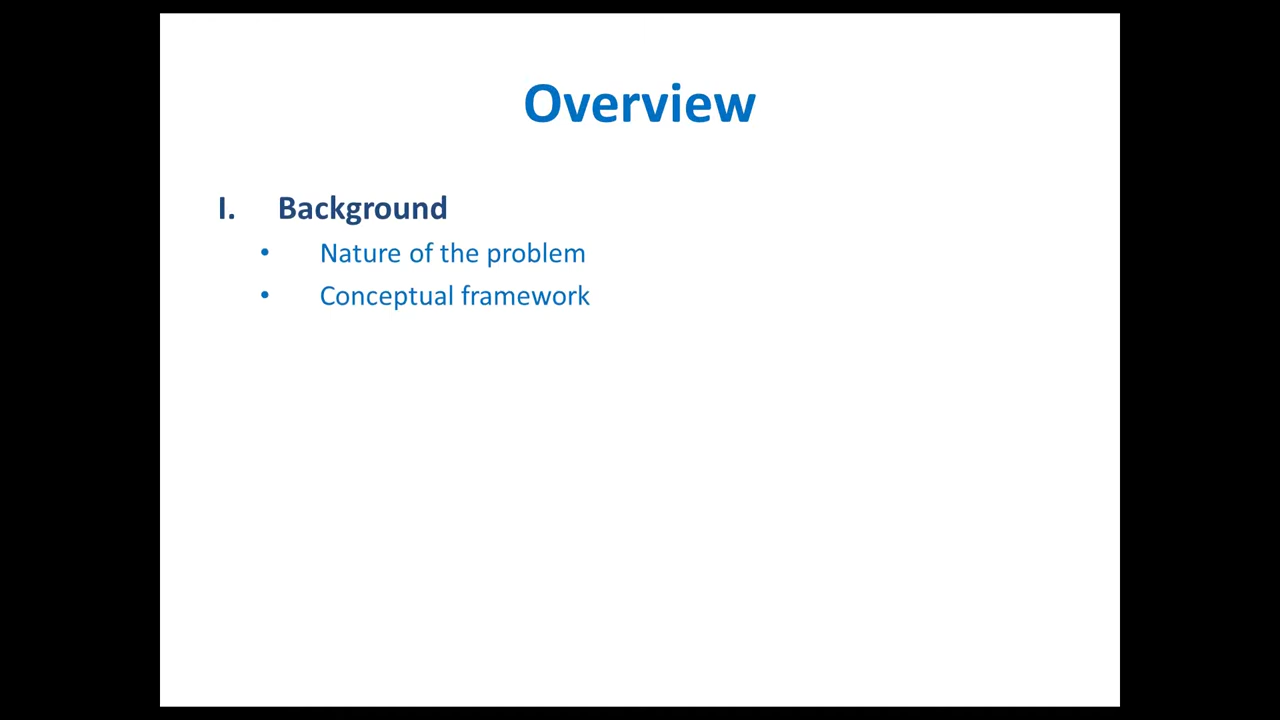 Overview
I. Background
• Nature of the problem
• Conceptual framework